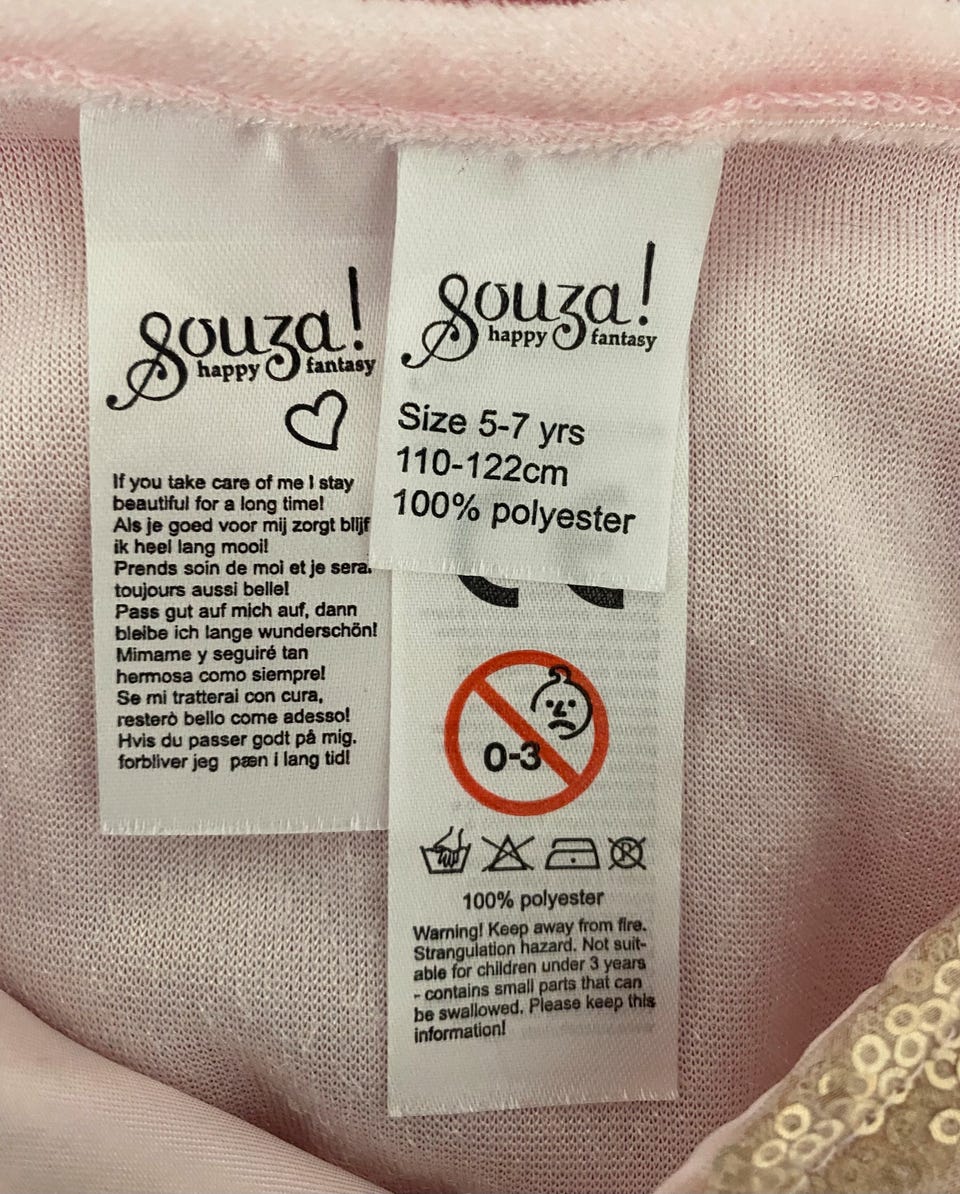 Souza!
happy fantasy
If you take care of me I stay
beautiful for a long time!
Als je goed voor mij zorgt blijf
ik heel lang mooi!
Prends soin de moi et je serai
toujours aussi belle!
Pass gut auf mich auf, dann
bleibe ich lange wunderschön!
Mimame y seguiré tan
hermosa como siempre!
Se mi tratterai con cura,
resterò bello come adesso!
Hvis du passer godt på mig.
forbliver jeg pæn i lang tid!
Souza!
happy fantasy
Size 5-7 yrs
110-122cm
100% polyester
0-3
100% polyester
Warning! Keep away from fire.
Strangulation hazard. Not suit-
able for children under 3 years
- contains small parts that can
be swallowed. Please keep this
information!